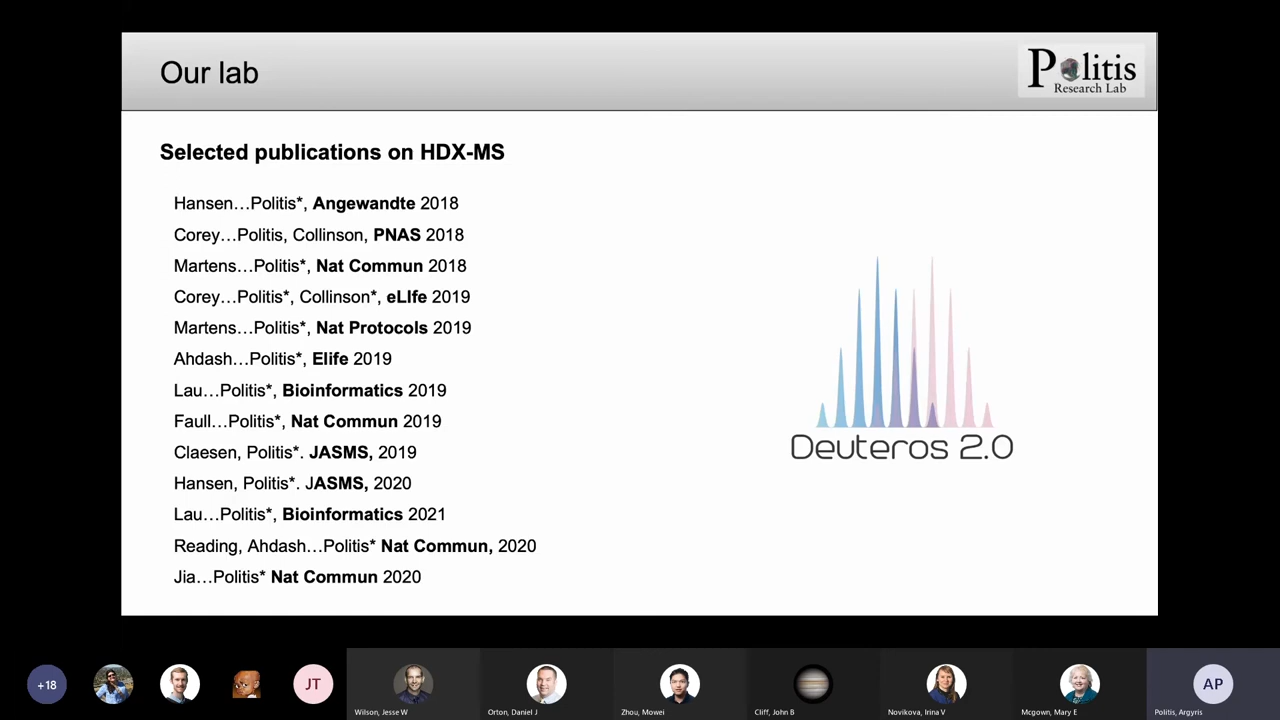 Our lab
Politis
Research Lab
Selected publications on HDX-MS
Hansen…Politis*, Angewandte 2018
Corey…Politis, Collinson, PNAS 2018
Martens…Politis*, Nat Commun 2018
Corey…Politis*, Collinson*, eLIfe 2019
Martens…Politis*, Nat Protocols 2019
Ahdash…Politis*, Elife 2019
Lau…Politis*, Bioinformatics 2019
Faull…Politis*, Nat Commun 2019
Claesen, Politis*. JASMS, 2019
Hansen, Politis*. JASMS, 2020
Lau…Politis*, Bioinformatics 2021
Reading, Ahdash…Politis* Nat Commun, 2020
Jia…Politis* Nat Commun 2020
Deuteros 2.0
+18
JT
AP
Wilson, Jesse W
Orton, Daniel J
Zhou, Mowei
Cliff, John B
Novikova, Irina V
Mcgown, Mary E
Politis, Argyris